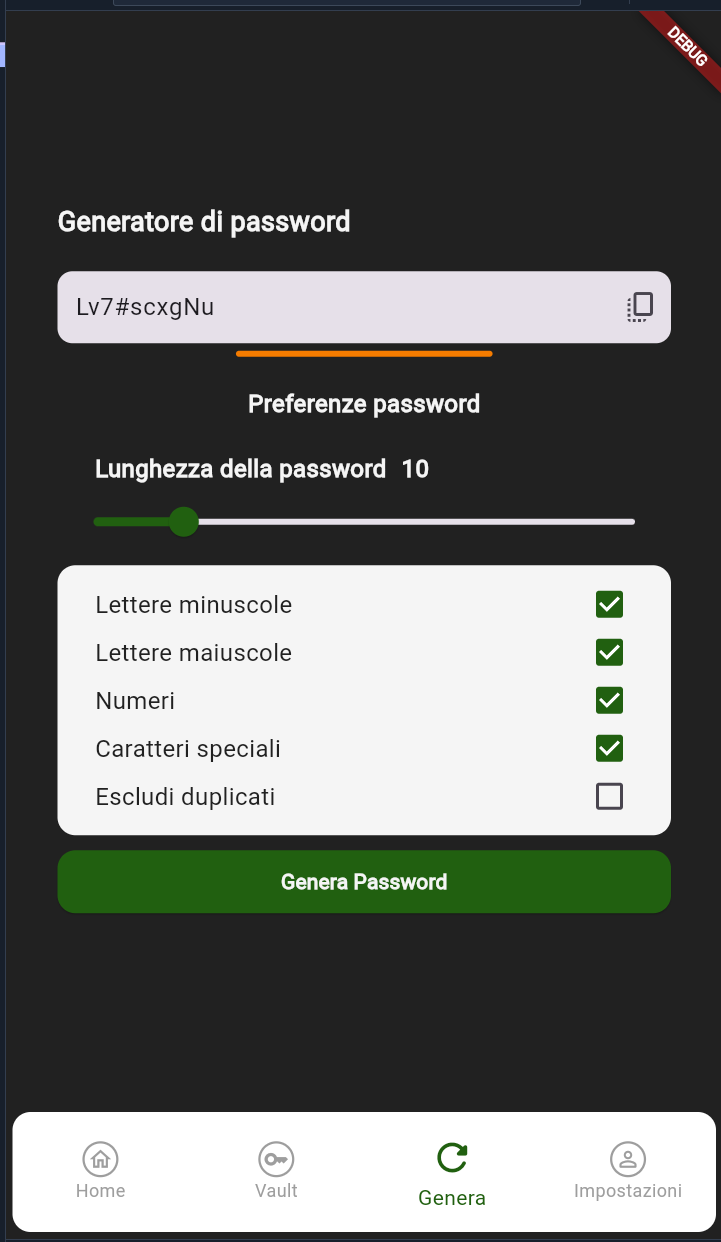 DEBUG
Generatore di password
Lv7#scxgNu
Preferenze password
Lunghezza della password 10
Lettere minuscole
Lettere maiuscole
Numeri
Caratteri speciali
Escludi duplicati
Genera Password
Home
Vault
Genera
Impostazioni